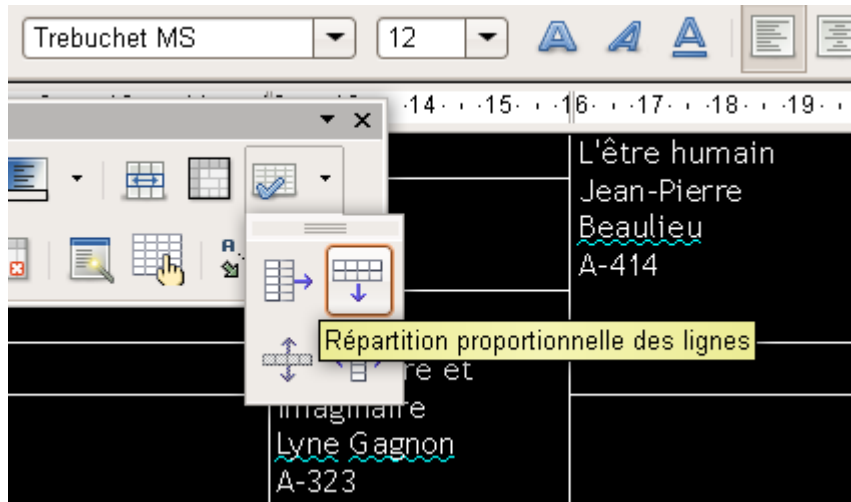 Trebuchet MS 12
·14· ·15· ·16· ·17· ·18· ·19·
L'être humain
Jean-Pierre
Beaulieu
A-414
A
Répartition proportionnelle des lignes
re et
imaginaire
Lyne Gagnon
A-323